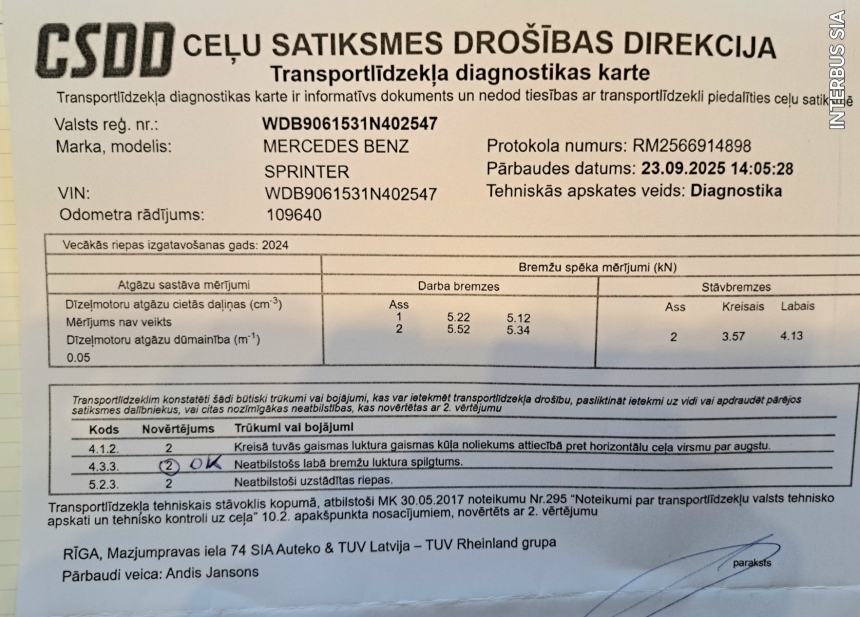 CSDD CEĻU SATIKSMES DROŠĪBAS DIREKCIJA
Transportlīdzekļa diagnostikas karte
Transportlīdzekļa diagnostikas karte ir informatīvs dokuments un nedod tiesības ar transportlīdzekli piedalīties ceļu satiksmē
INTERBUS SIA
Valsts reģ. nr.: WDB9061531N402547
Marka, modelis: MERCEDES BENZ Protokola numurs: RM2566914898
SPRINTER Pārbaudes datums: 23.09.2025 14:05:28
VIN: WDB9061531N402547 Tehniskās apskates veids: Diagnostika
Odometra rādījums: 109640
Vecākās riepas izgatavošanas gads: 2024
Bremžu spēka mērījumi (kN)
Atgāzu sastāva mērījumi Darba bremzes Stāvbremzes
Dīzeļmotoru atgāzu cietās daļiņas (cm⁻³) Ass Ass Kreisais Labais
Mērījums nav veikts 1 5.22 5.12
Dīzeļmotoru atgāzu dūmainība (m⁻¹) 2 5.52 5.34 2 3.57 4.13
0.05
Transportlīdzeklim konstatēti šādi būtiski trūkumi vai bojājumi, kas var ietekmēt transportlīdzekļa drošību, pasliktināt ietekmi uz vidi vai apdraudēt pārējos
satiksmes dalībniekus, vai citas nozīmīgākas neatbilstības, kas novērtētas ar 2. vērtējumu
Kods Novērtējums Trūkumi vai bojājumi
4.1.2. 2 Kreisā tuvās gaismas luktura gaismas kūļa noliekums attiecībā pret horizontālu ceļa virsmu par augstu.
4.3.3. 2 OK Neatbilstošs labā bremžu luktura spilgtums.
5.2.3. 2 Neatbilstoši uzstādītas riepas.
Transportlīdzekļa tehniskais stāvoklis kopumā, atbilstoši MK 30.05.2017 noteikumu Nr.295 "Noteikumi par transportlīdzekļu valsts tehnisko
apskati un tehnisko kontroli uz ceļa" 10.2. apakšpunkta nosacījumiem, novērtēts ar 2. vērtējumu
RĪGA, Mazjumpravas iela 74 SIA Auteko & TUV Latvija – TUV Rheinland grupa
Pārbaudi veica: Andis Jansons
paraksts